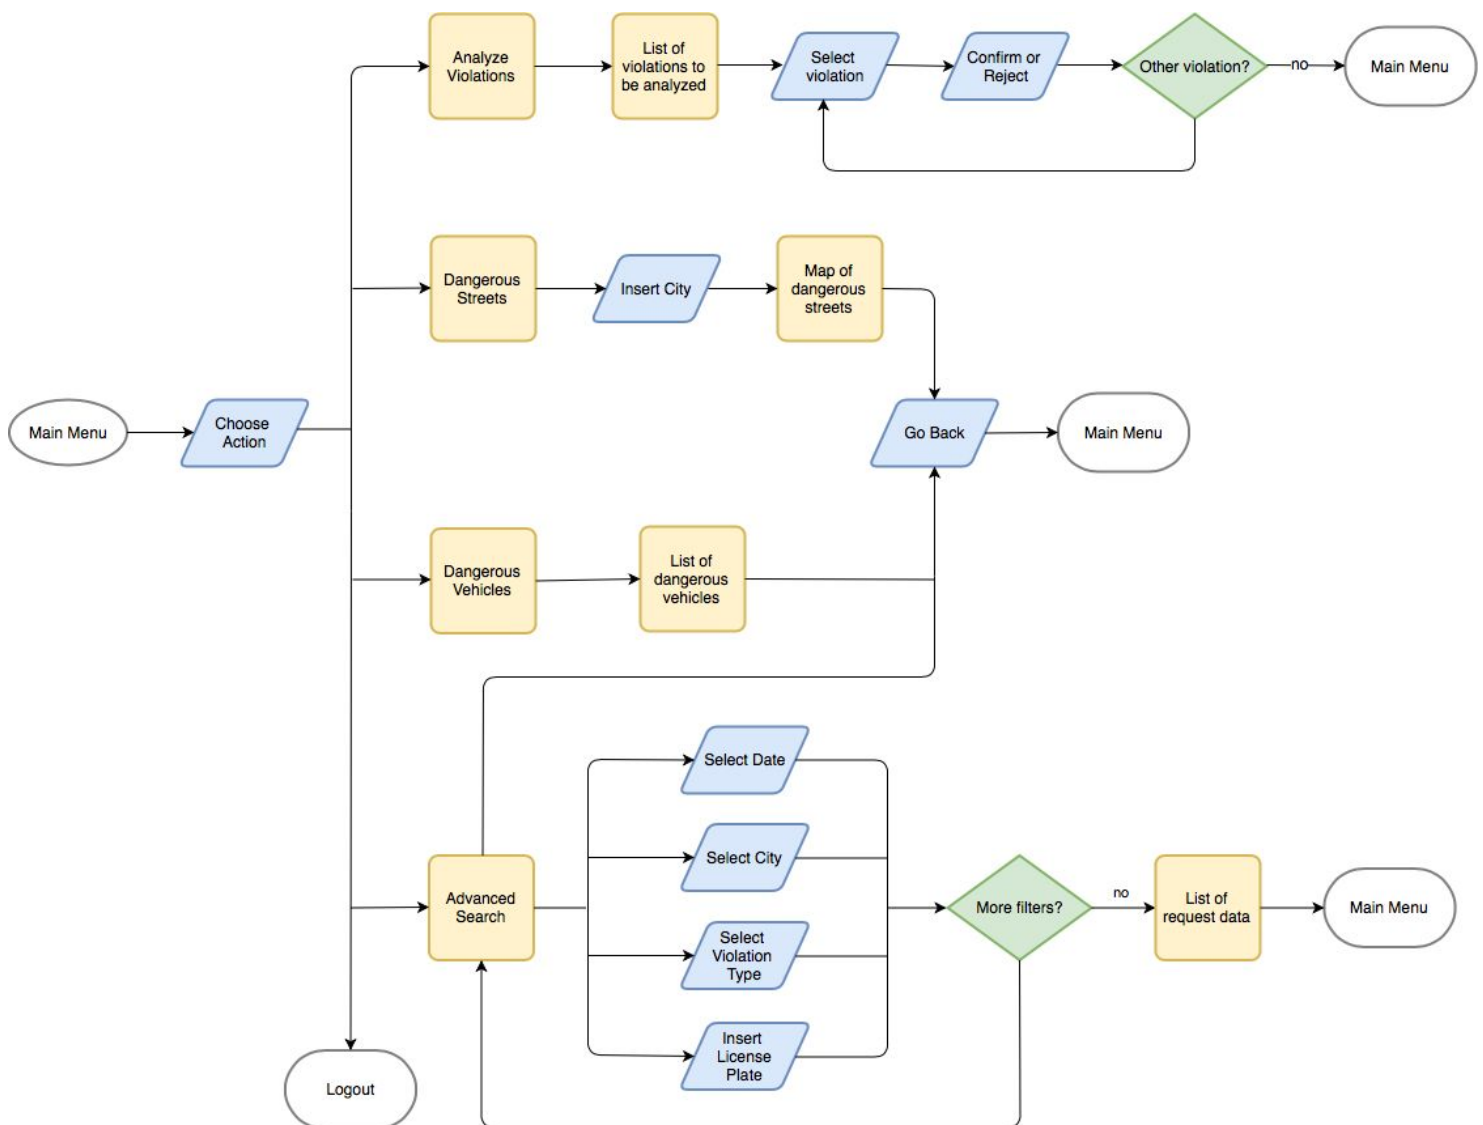 Analyze
Violations
List of
violations to
be analyzed
Select
violation
Confirm or
Reject
Other violation?
no
Main Menu
Dangerous
Streets
Insert City
Map of
dangerous
streets
Main Menu
Choose
Action
Go Back
Main Menu
Dangerous
Vehicles
List of
dangerous
vehicles
Select Date
Select City
Advanced
Search
Select
Violation
Type
Insert
License
Plate
More filters?
no
List of
request data
Main Menu
Logout